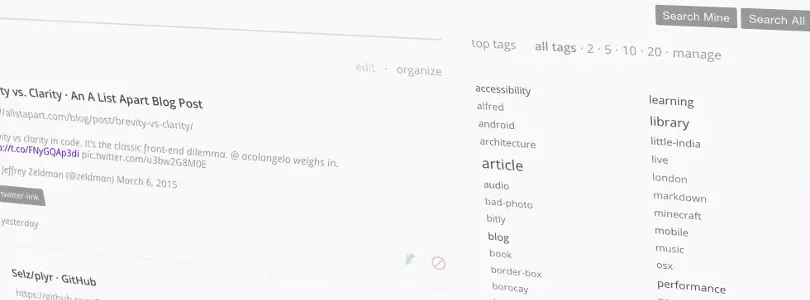 Search Mine Search All
top tags all tags · 2 · 5 · 10 · 20 · manage
edit · organize
ty vs. Clarity · An A List Apart Blog Post
//alistapart.com/blog/post/brevity-vs-clarity/
vity vs clarity in code. It's the classic front-end dilemma. @ acolangelo weighs in.
p://t.co/FNyGQAp3di pic.twitter.com/u3bw2G8M0E
Jeffrey Zeldman (@zeldman) March 6, 2015
twitter-link
yesterday
Selz/plyr · GitHub
https://github.com/
accessibility
alfred
android
architecture
article
audio
bad-photo
bitly
blog
book
border-box
borocay
learning
library
little-india
live
london
markdown
minecraft
mobile
music
osx
performance